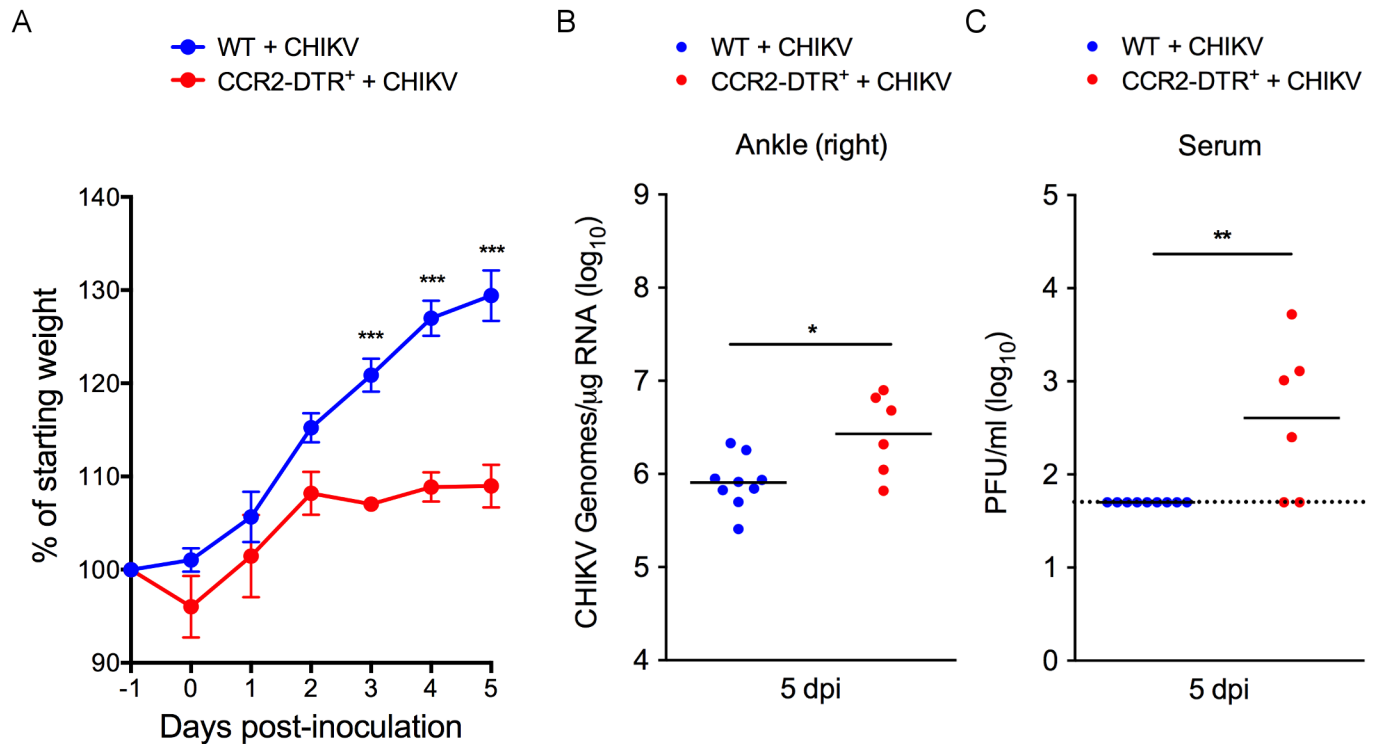 A
WT + CHIKV
CCR2-DTR⁺ + CHIKV
140
130
120
110
100
90
% of starting weight
***
***
***
-1 0 1 2 3 4 5
Days post-inoculation
B
WT + CHIKV
CCR2-DTR⁺ + CHIKV
Ankle (right)
9
8
7
6
5
4
CHIKV Genomes/µg RNA (log₁₀)
*
5 dpi
C
WT + CHIKV
CCR2-DTR⁺ + CHIKV
Serum
5
4
3
2
1
0
PFU/ml (log₁₀)
**
5 dpi